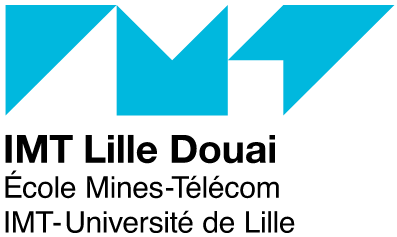 IMT Lille Douai
École Mines-Télécom
IMT-Université de Lille